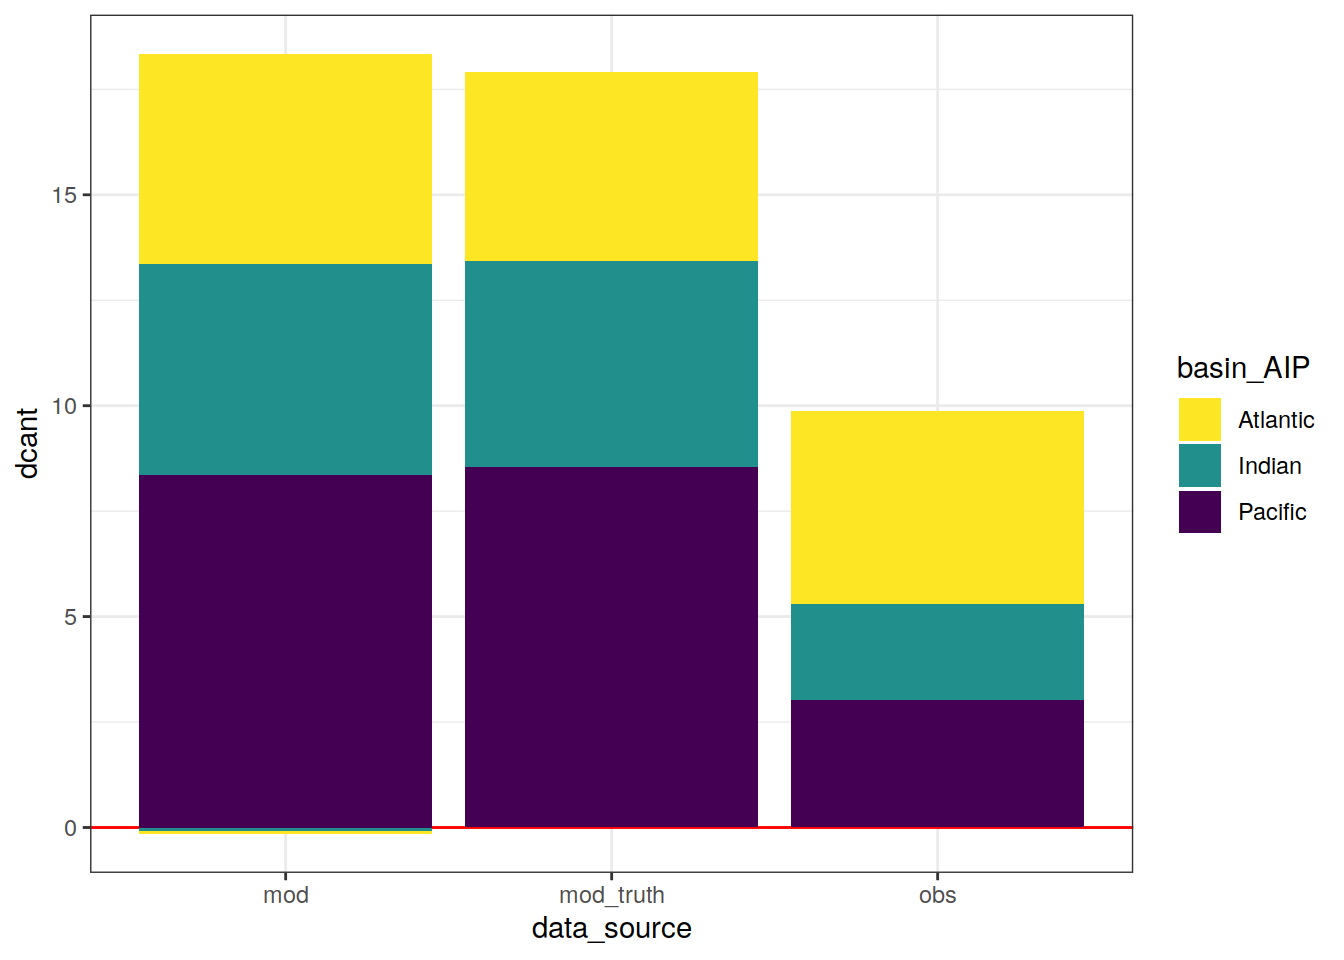 15
10
5
0
dcant
mod
mod_truth
obs
data_source
basin_AIP
Atlantic
Indian
Pacific